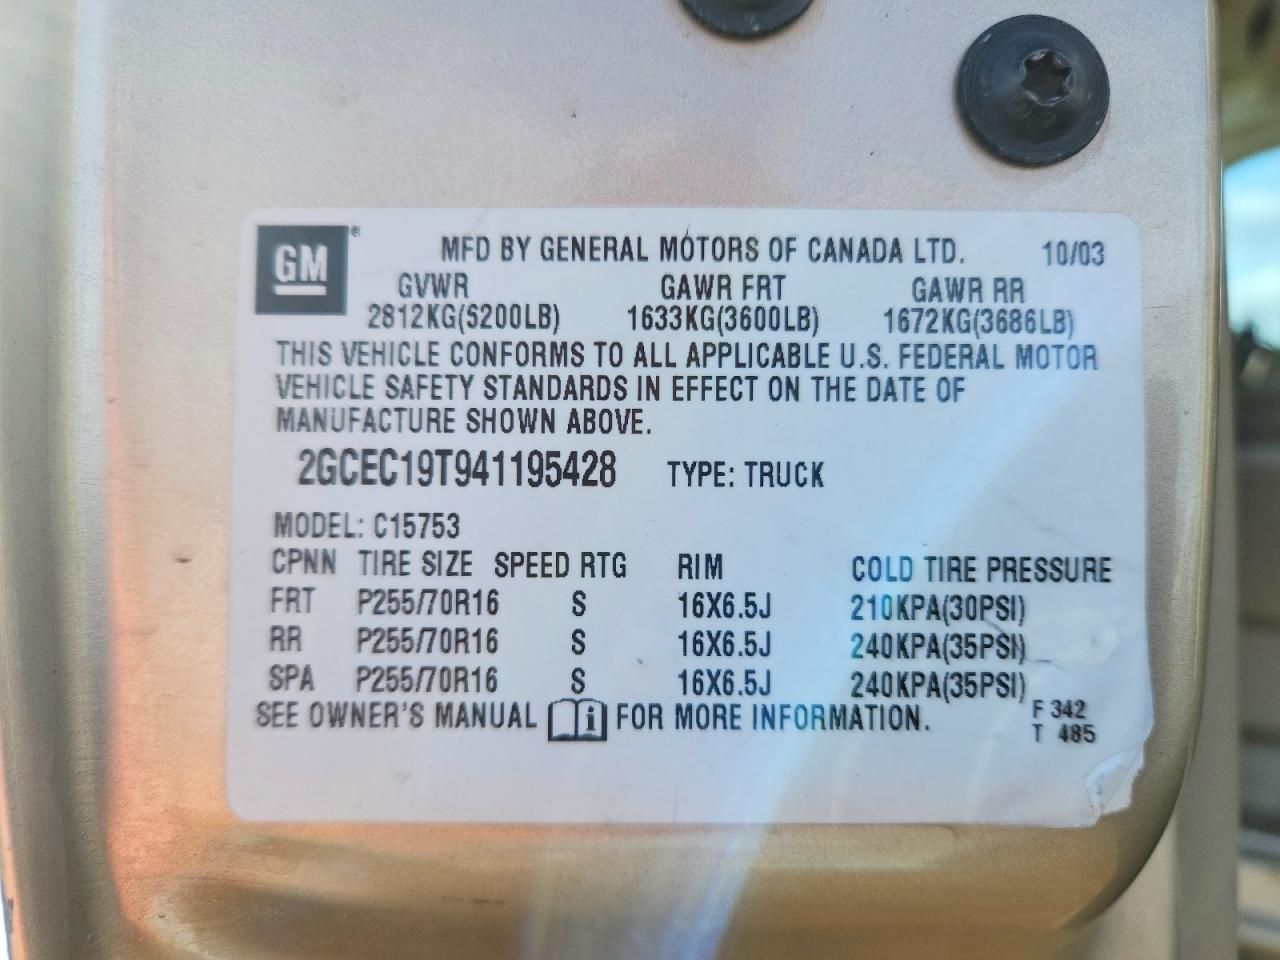 GM ® MFD BY GENERAL MOTORS OF CANADA LTD. 10/03
GVWR GAWR FRT GAWR RR
2812KG(5200LB) 1633KG(3600LB) 1672KG(3686LB)
THIS VEHICLE CONFORMS TO ALL APPLICABLE U.S. FEDERAL MOTOR
VEHICLE SAFETY STANDARDS IN EFFECT ON THE DATE OF
MANUFACTURE SHOWN ABOVE.
2GCEC19T941195428 TYPE: TRUCK
MODEL: C15753
CPNN TIRE SIZE SPEED RTG RIM COLD TIRE PRESSURE
FRT P255/70R16 S 16X6.5J 210KPA(30PSI)
RR P255/70R16 S 16X6.5J 240KPA(35PSI)
SPA P255/70R16 S 16X6.5J 240KPA(35PSI)
SEE OWNER'S MANUAL i FOR MORE INFORMATION. F 342
T 485